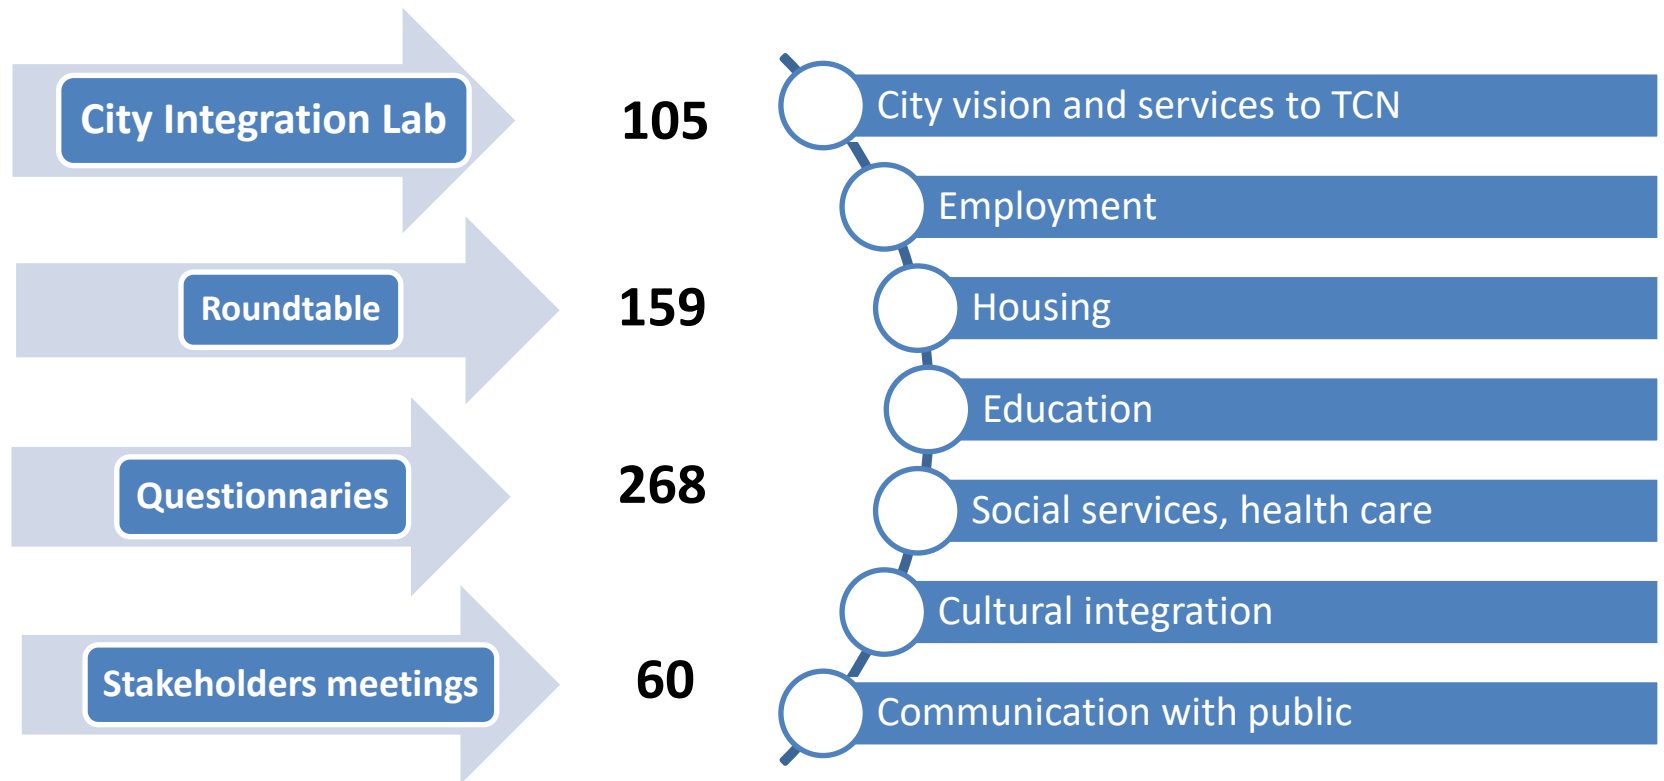 City Integration Lab
105
Roundtable
159
Questionnaries
268
Stakeholders meetings
60
City vision and services to TCN
Employment
Housing
Education
Social services, health care
Cultural integration
Communication with public